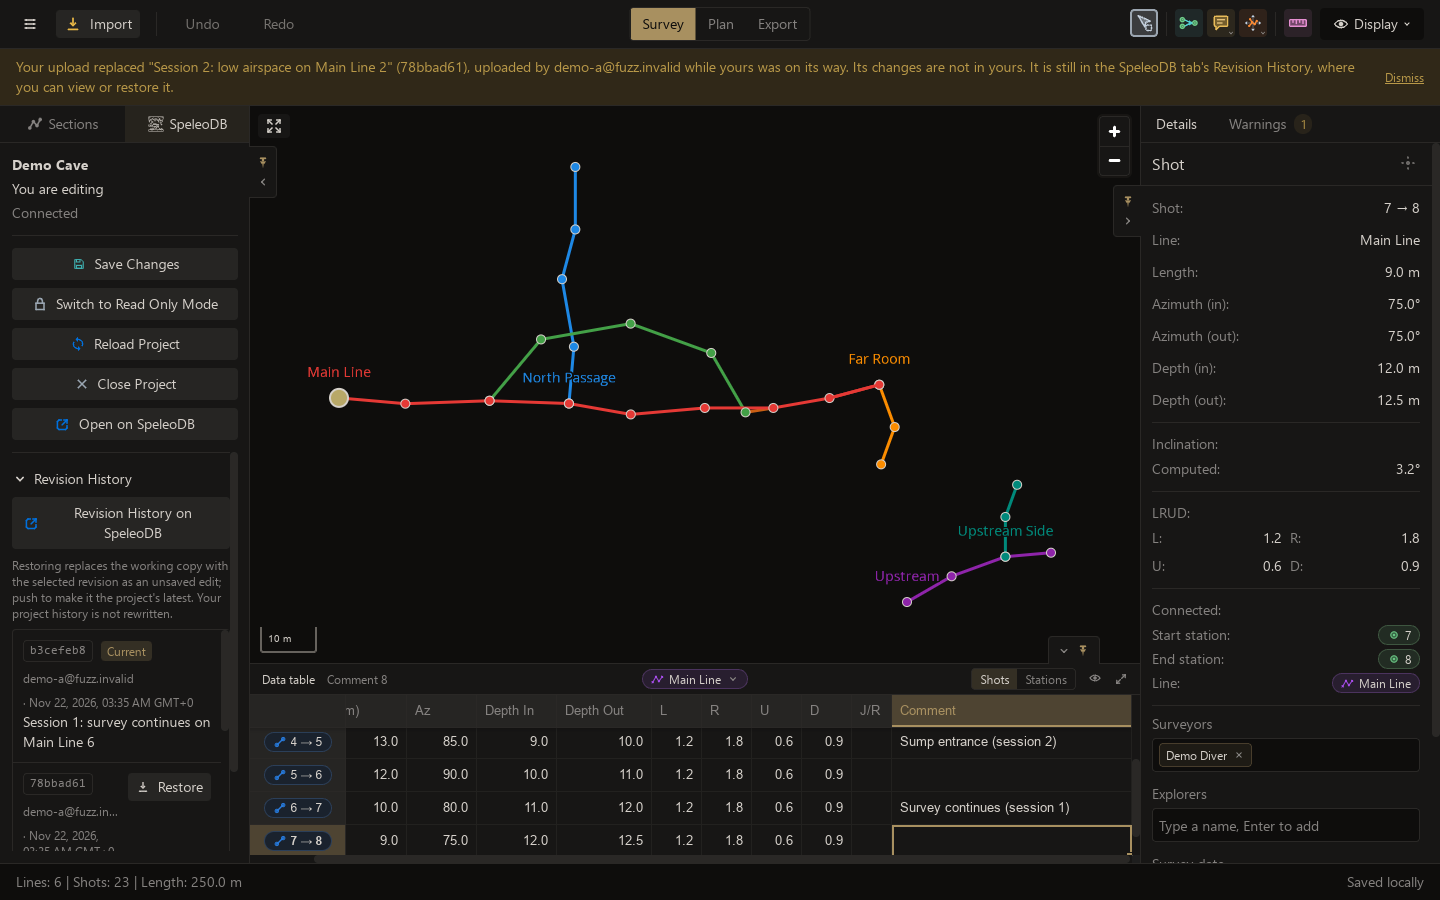 Import
Undo
Redo
Survey
Plan
Export
Display
Your upload replaced "Session 2: low airspace on Main Line 2" (78bbad61), uploaded by demo-a@fuzz.invalid while yours was on its way. Its changes are not in yours. It is still in the SpeleoDB tab's Revision History, where
you can view or restore it.
Dismiss
Sections
SpeleoDB
Demo Cave
You are editing
Connected
Save Changes
Switch to Read Only Mode
Reload Project
Close Project
Open on SpeleoDB
Revision History
Revision History on
SpeleoDB
Restoring replaces the working copy with
the selected revision as an unsaved edit;
push to make it the project's latest. Your
project history is not rewritten.
b3cefeb8 Current
demo-a@fuzz.invalid
· Nov 22, 2026, 03:35 AM GMT+0
Session 1: survey continues on
Main Line 6
78bbad61
Restore
demo-a@fuzz.in...
· Nov 22, 2026,
03:35 AM GMT+0
Main Line
North Passage
Far Room
Upstream Side
Upstream
10 m
Data table
Comment 8
Main Line
Shots
Stations
m) Az Depth In Depth Out L R U D J/R Comment
4 → 5 13.0 85.0 9.0 10.0 1.2 1.8 0.6 0.9 Sump entrance (session 2)
5 → 6 12.0 90.0 10.0 11.0 1.2 1.8 0.6 0.9
6 → 7 10.0 80.0 11.0 12.0 1.2 1.8 0.6 0.9 Survey continues (session 1)
7 → 8 9.0 75.0 12.0 12.5 1.2 1.8 0.6 0.9
Details
Warnings 1
Shot
Shot: 7 → 8
Line: Main Line
Length: 9.0 m
Azimuth (in): 75.0°
Azimuth (out): 75.0°
Depth (in): 12.0 m
Depth (out): 12.5 m
Inclination:
Computed: 3.2°
LRUD:
L: 1.2 R: 1.8
U: 0.6 D: 0.9
Connected:
Start station: 7
End station: 8
Line: Main Line
Surveyors
Demo Diver ×
Explorers
Type a name, Enter to add
Survey date
Lines: 6 | Shots: 23 | Length: 250.0 m
Saved locally